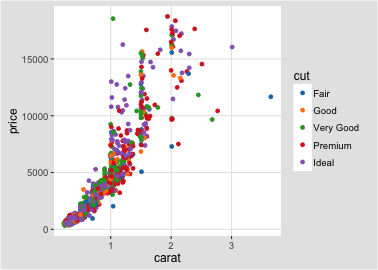 15000
10000
5000
0
price
1
2
3
carat
cut
Fair
Good
Very Good
Premium
Ideal